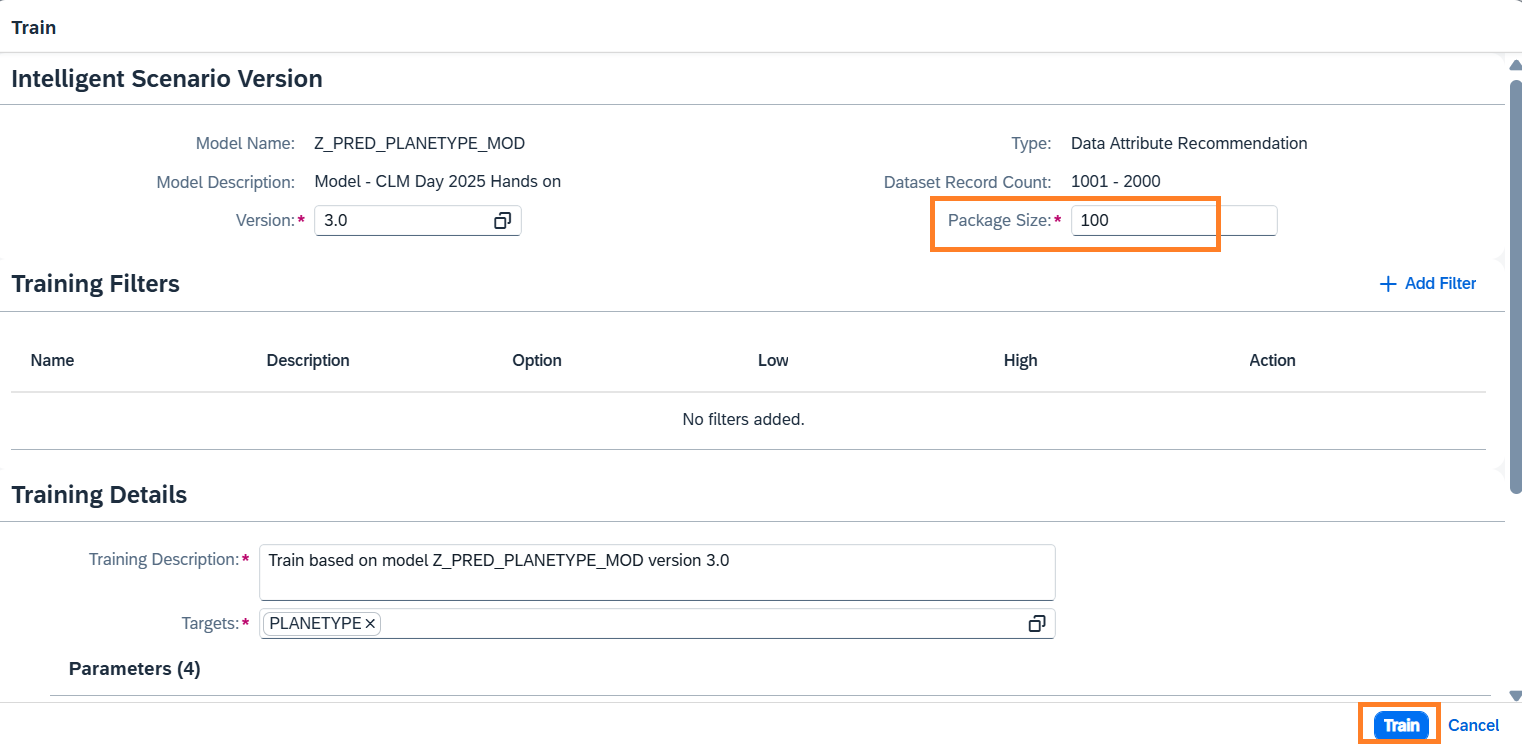 Train
Intelligent Scenario Version
Model Name: Z_PRED_PLANETYPE_MOD Type: Data Attribute Recommendation
Model Description: Model - CLM Day 2025 Hands on Dataset Record Count: 1001 - 2000
Version:* 3.0 Package Size:* 100
Training Filters Add Filter
Name Description Option Low High Action
No filters added.
Training Details
Training Description:* Train based on model Z_PRED_PLANETYPE_MOD version 3.0
Targets:* PLANETYPE
Parameters (4)
Train Cancel